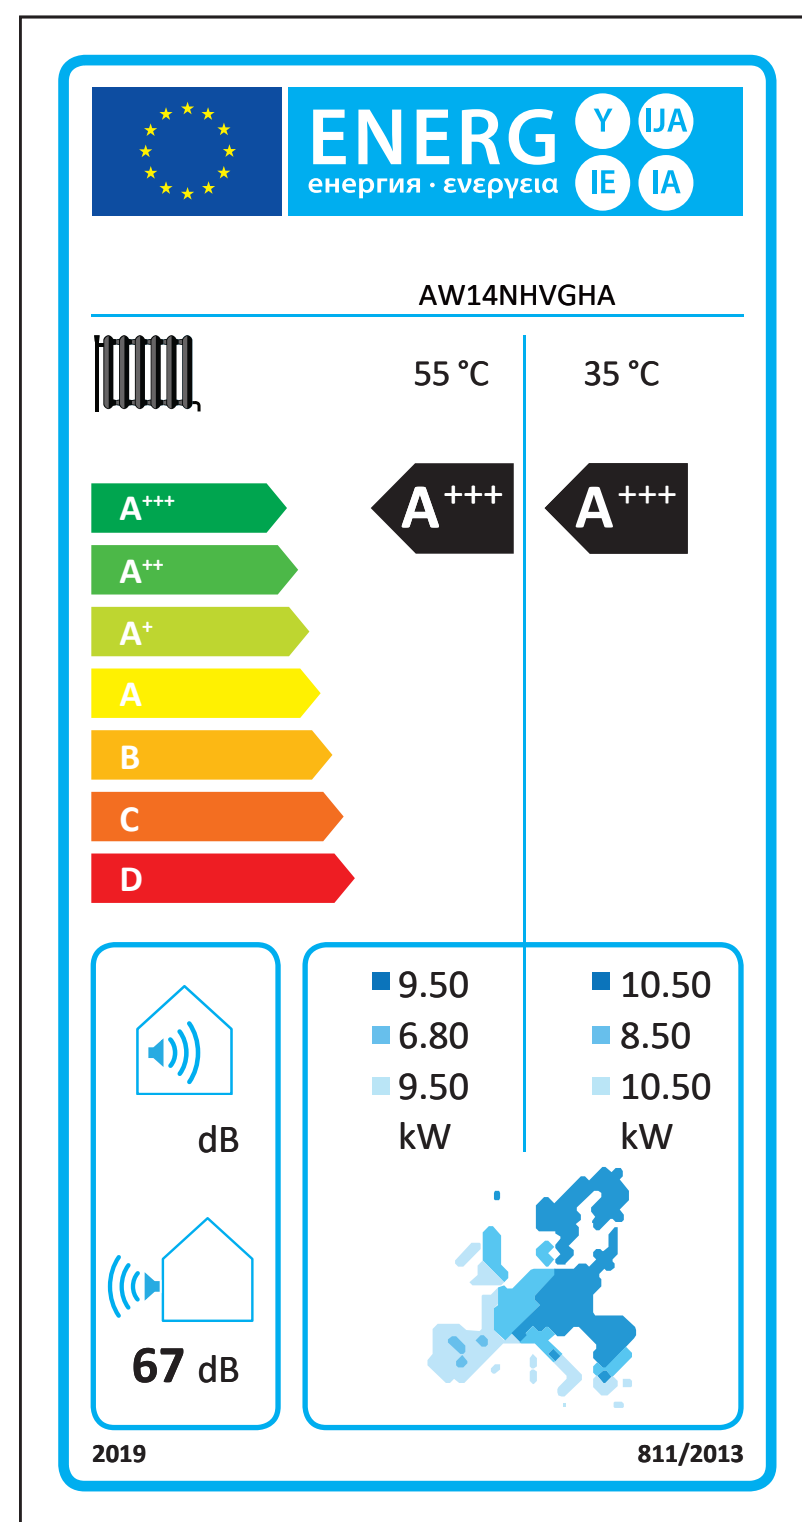 ENERG
енергия · ενεργεια
Y IJA
IE IA
AW14NHVGHA
55 °C 35 °C
A+++ A+++ A+++
A++
A+
A
B
C
D
9.50 10.50
6.80 8.50
9.50 10.50
kW kW
dB
67 dB
2019 811/2013